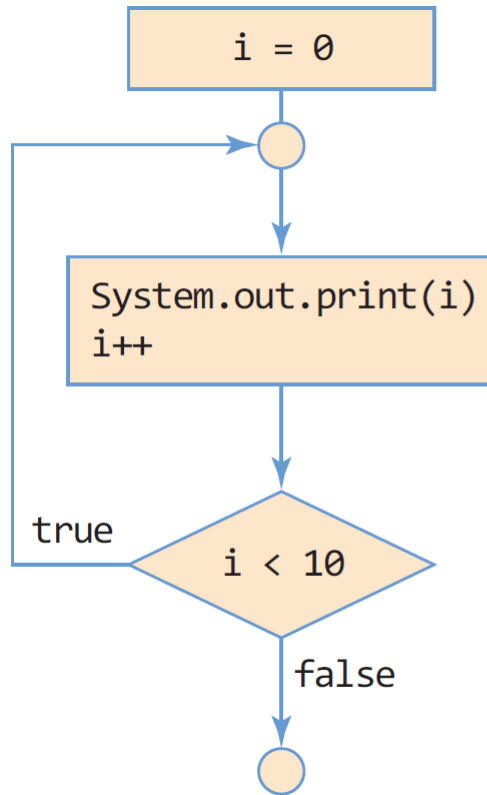 i = 0
System.out.print(i)
i++
true
i < 10
false